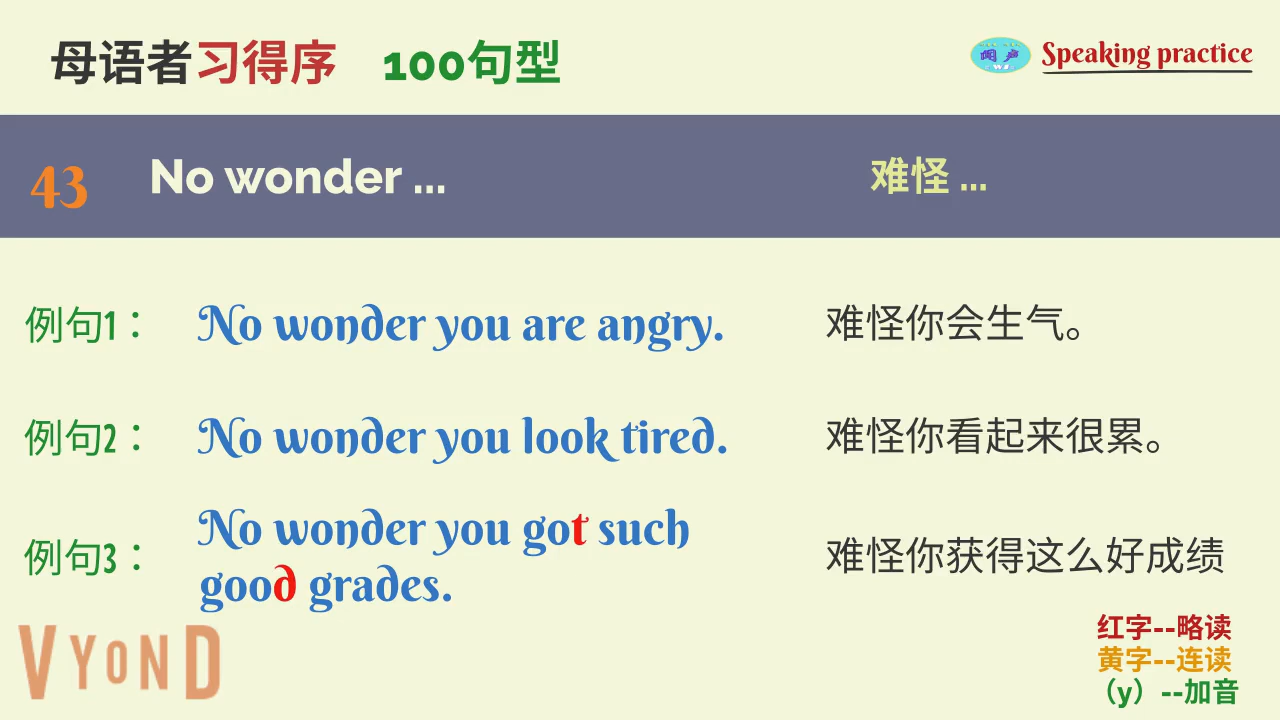 母语者习得序 100句型
Speaking practice
43 No wonder ... 难怪 ...
例句1： No wonder you are angry. 难怪你会生气。
例句2： No wonder you look tired. 难怪你看起来很累。
例句3： No wonder you got such
good grades. 难怪你获得这么好成绩
红字--略读
黄字--连读
（y）--加音
VYOND